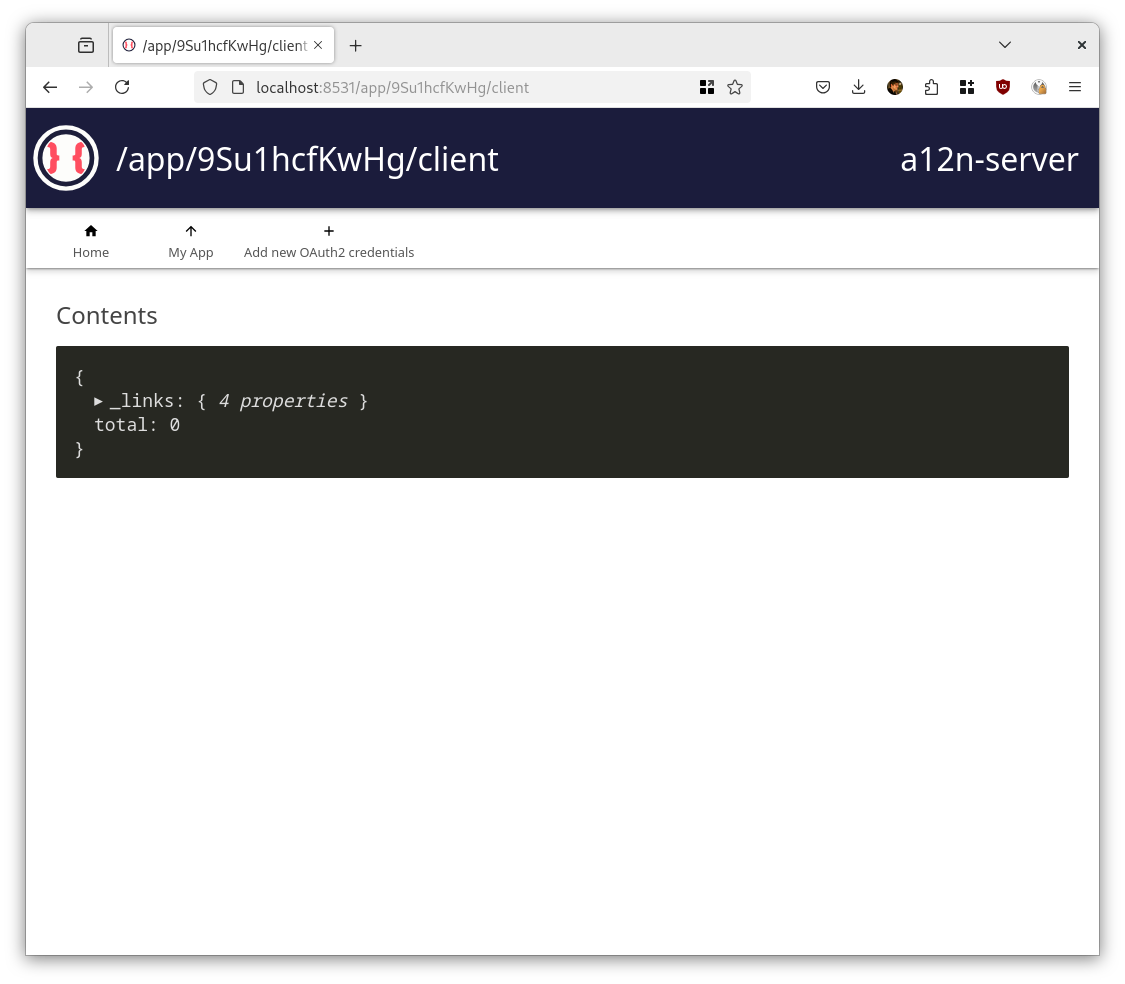 /app/9Su1hcfKwHg/client
localhost:8531/app/9Su1hcfKwHg/client
/app/9Su1hcfKwHg/client
a12n-server
Home
My App
Add new OAuth2 credentials
Contents
{
▸ _links: { 4 properties }
total: 0
}